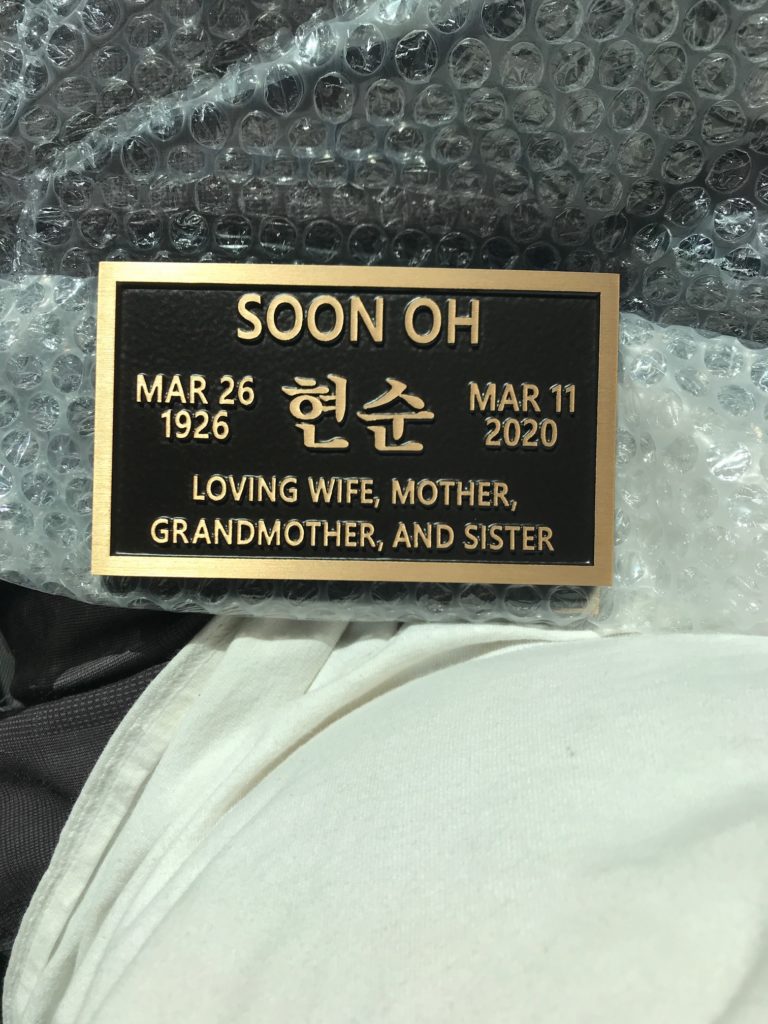 SOON OH
MAR 26 현순 MAR 11
1926 2020
LOVING WIFE, MOTHER,
GRANDMOTHER, AND SISTER